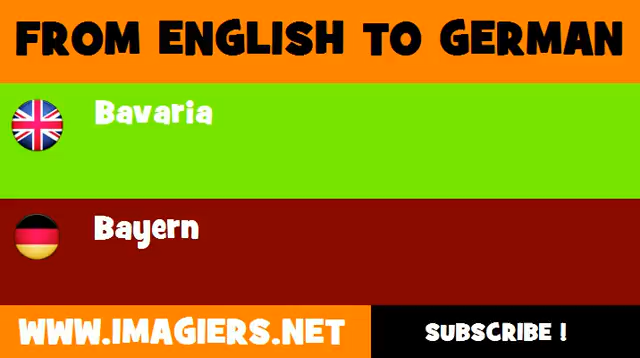 FROM ENGLISH TO GERMAN
Bavaria
Bayern
WWW.IMAGIERS.NET
SUBSCRIBE !